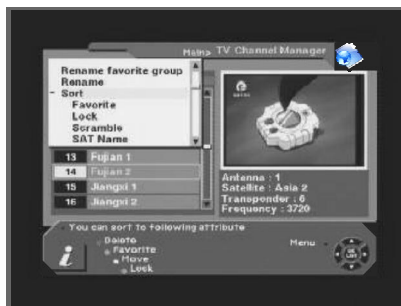 Main> TV Channel Manager
Rename favorite group
Rename
- Sort
Favorite
Lock
Scramble
SAT Name
13 Fujian 1
14 Fujian 2
15 Jiangxi 1
16 Jiangxi 2
Antenna : 1
Satellite : Asia 2
Transponder : 6
Frequency : 3720
You can sort to following attribute
Delete
Favorite
Move
Lock
Menu
i